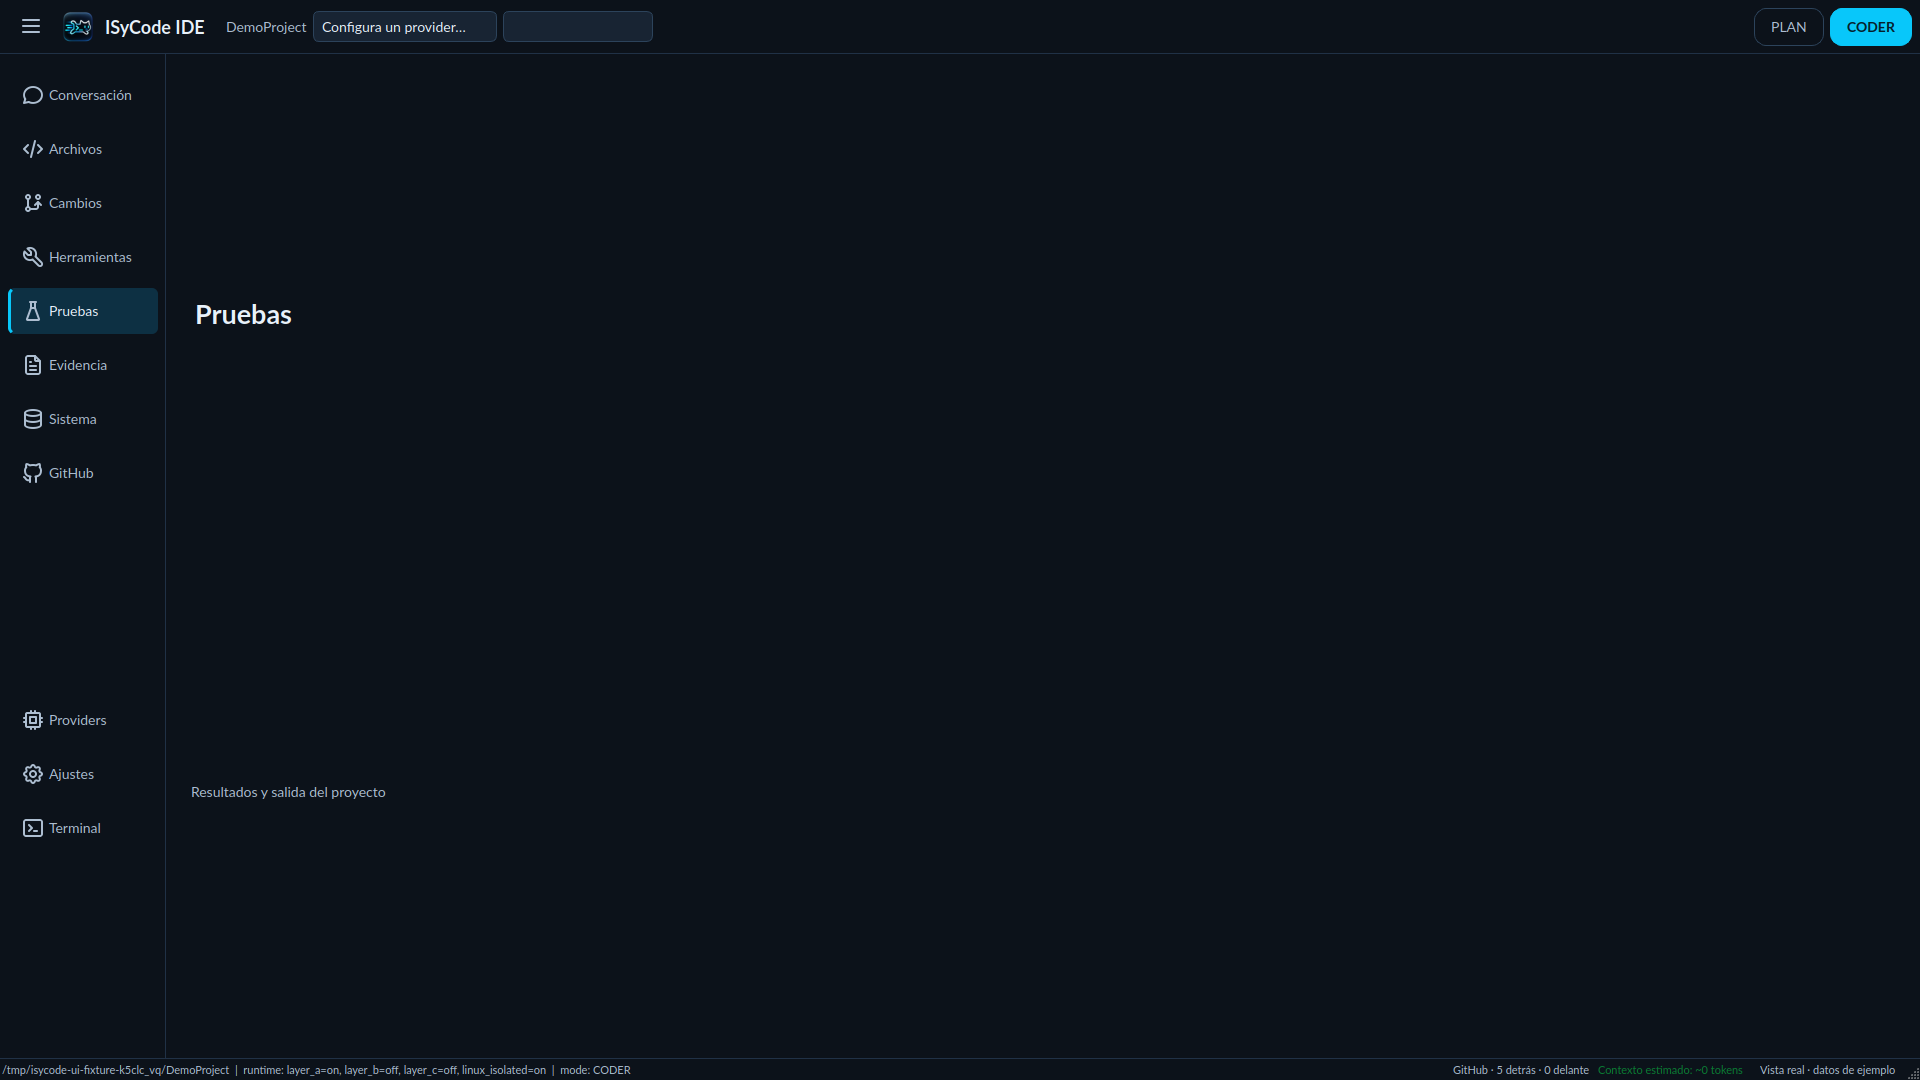 ISyCode IDE DemoProject Configura un provider... PLAN CODER
Conversación
Archivos
Cambios
Herramientas
Pruebas
Evidencia
Sistema
GitHub
Providers
Ajustes
Terminal
Pruebas
Resultados y salida del proyecto
/tmp/isycode-ui-fixture-k5clc_vq/DemoProject | runtime: layer_a=on, layer_b=off, layer_c=off, linux_isolated=on | mode: CODER GitHub · 5 detrás · 0 delante Contexto estimado: ~0 tokens Vista real · datos de ejemplo